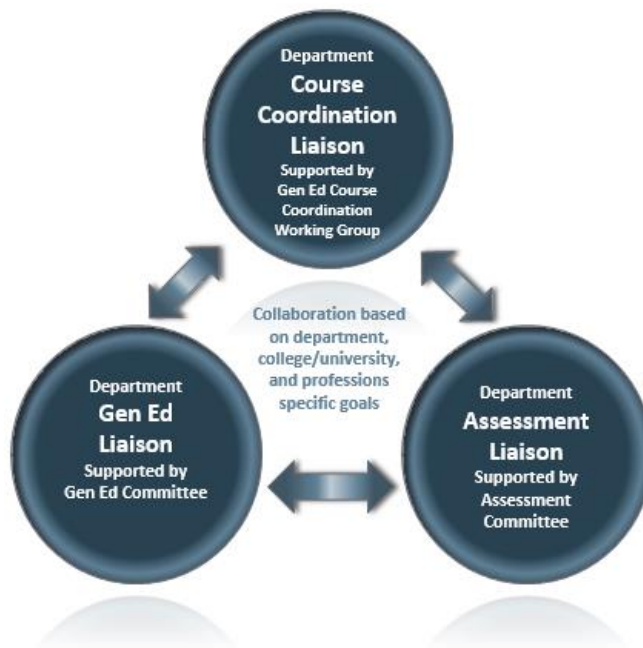 Department
Course
Coordination
Liaison
Supported by
Gen Ed Course
Coordination
Working Group
Collaboration based
on department,
college/university,
and professions
specific goals
Department
Gen Ed
Liaison
Supported by
Gen Ed Committee
Department
Assessment
Liaison
Supported by
Assessment
Committee